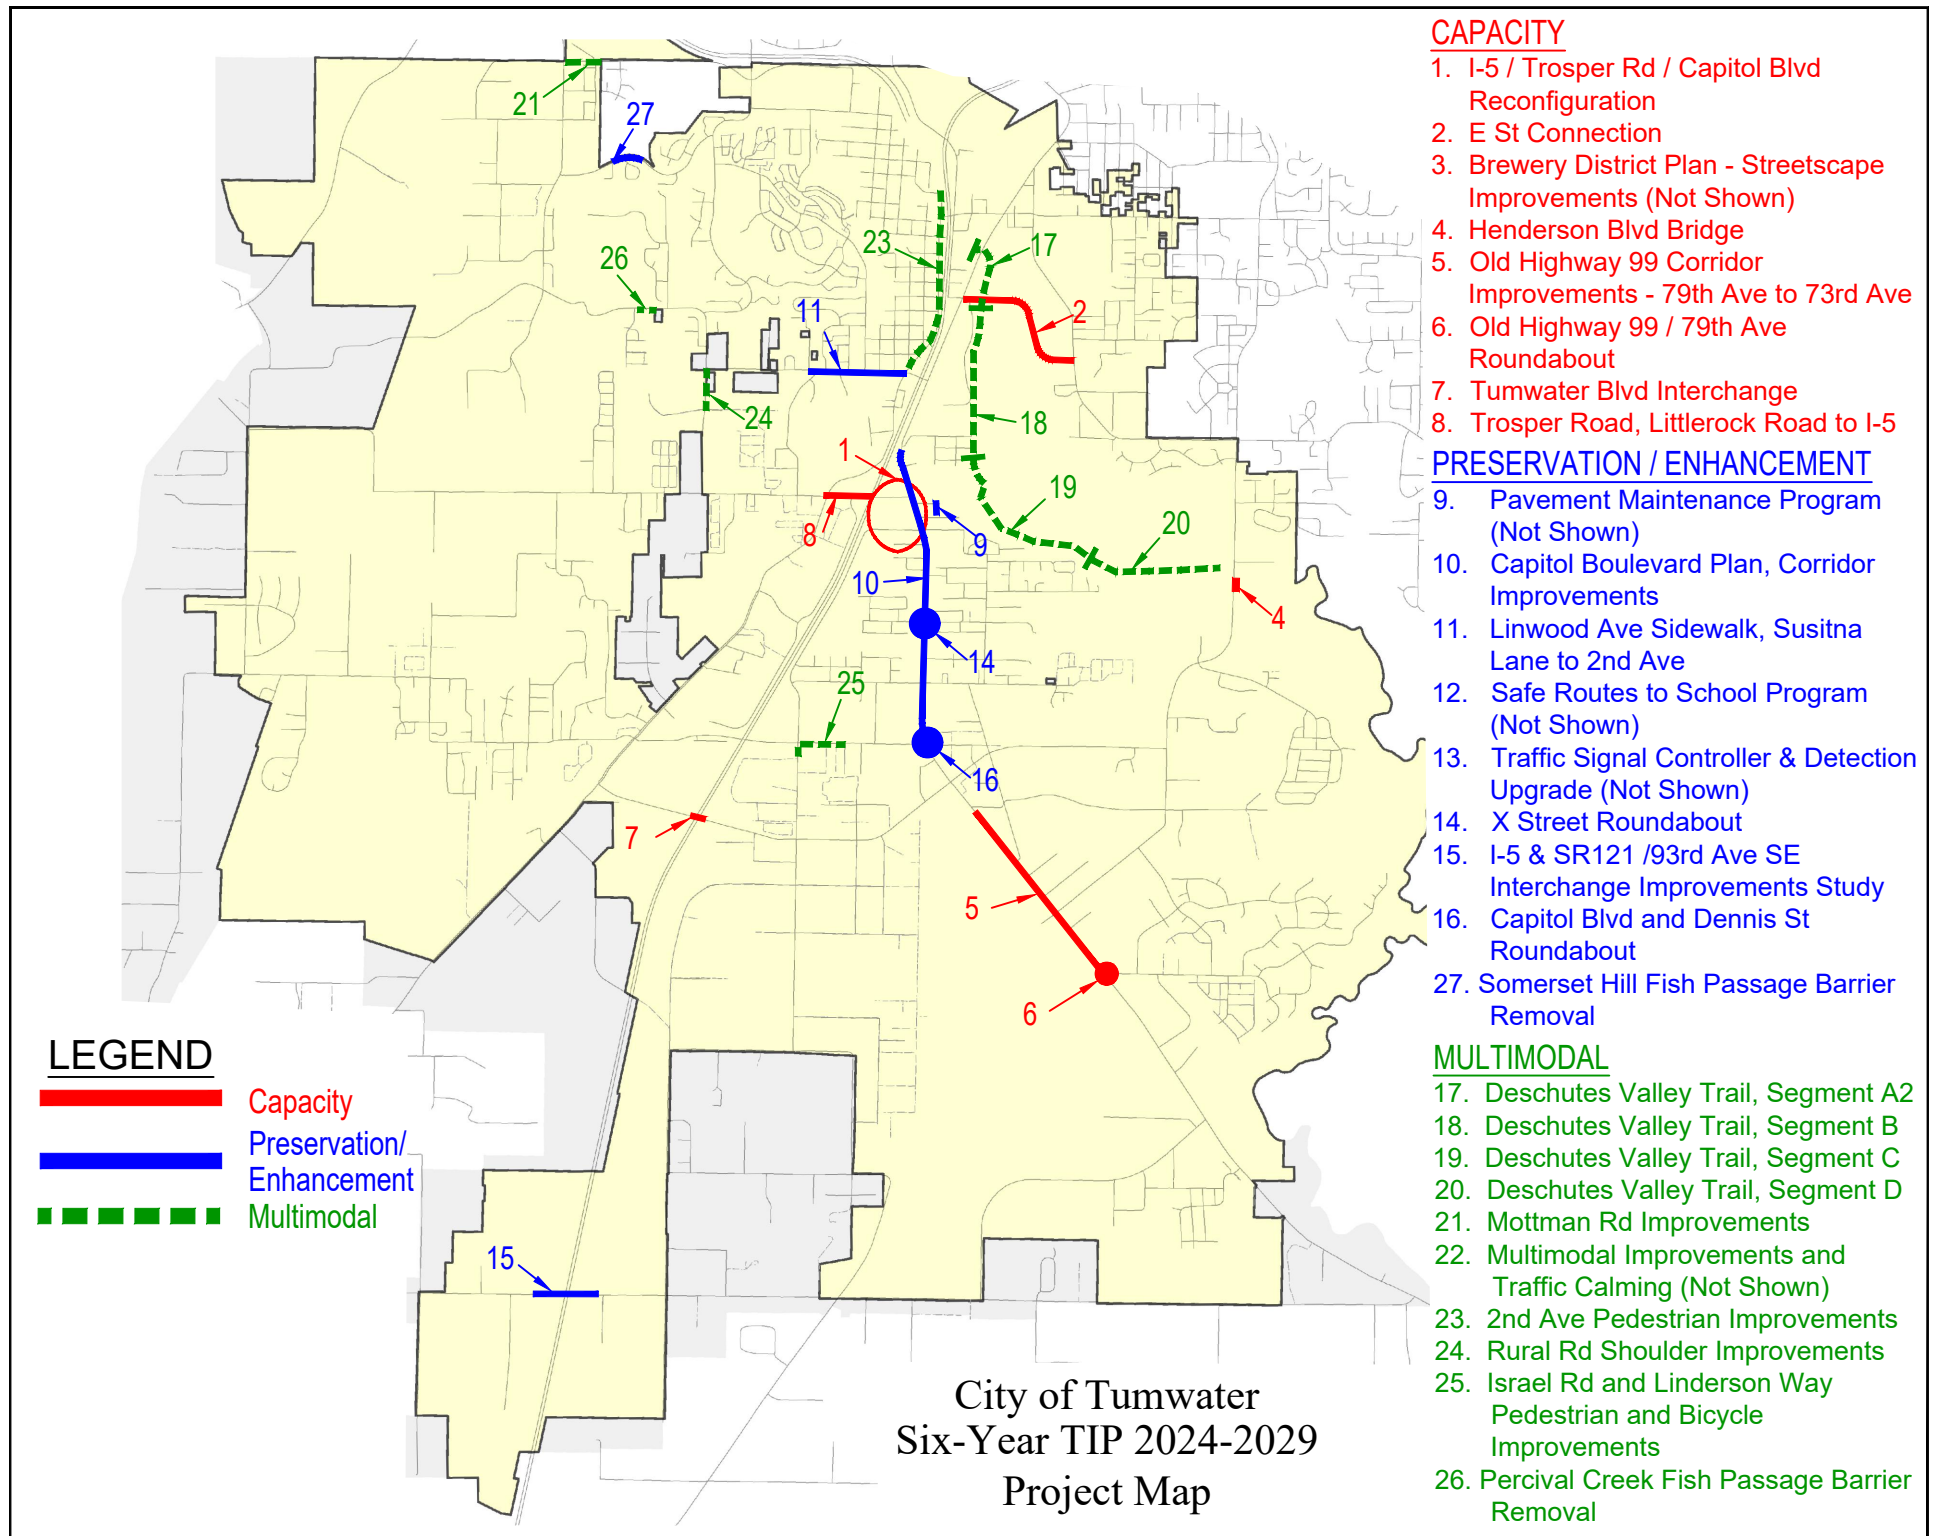 CAPACITY
1. I-5 / Trosper Rd / Capitol Blvd
Reconfiguration
2. E St Connection
3. Brewery District Plan - Streetscape
Improvements (Not Shown)
4. Henderson Blvd Bridge
5. Old Highway 99 Corridor
Improvements - 79th Ave to 73rd Ave
6. Old Highway 99 / 79th Ave
Roundabout
7. Tumwater Blvd Interchange
8. Trosper Road, Littlerock Road to I-5
PRESERVATION / ENHANCEMENT
9. Pavement Maintenance Program
(Not Shown)
10. Capitol Boulevard Plan, Corridor
Improvements
11. Linwood Ave Sidewalk, Susitna
Lane to 2nd Ave
12. Safe Routes to School Program
(Not Shown)
13. Traffic Signal Controller & Detection
Upgrade (Not Shown)
14. X Street Roundabout
15. I-5 & SR121 /93rd Ave SE
Interchange Improvements Study
16. Capitol Blvd and Dennis St
Roundabout
27. Somerset Hill Fish Passage Barrier
Removal
MULTIMODAL
17. Deschutes Valley Trail, Segment A2
18. Deschutes Valley Trail, Segment B
19. Deschutes Valley Trail, Segment C
20. Deschutes Valley Trail, Segment D
21. Mottman Rd Improvements
22. Multimodal Improvements and
Traffic Calming (Not Shown)
23. 2nd Ave Pedestrian Improvements
24. Rural Rd Shoulder Improvements
25. Israel Rd and Linderson Way
Pedestrian and Bicycle
Improvements
26. Percival Creek Fish Passage Barrier
Removal
21
27
23
17
26
11
2
24
18
1
19
20
8
9
10
4
14
25
16
7
5
6
15
LEGEND
Capacity
Preservation/
Enhancement
Multimodal
City of Tumwater
Six-Year TIP 2024-2029
Project Map